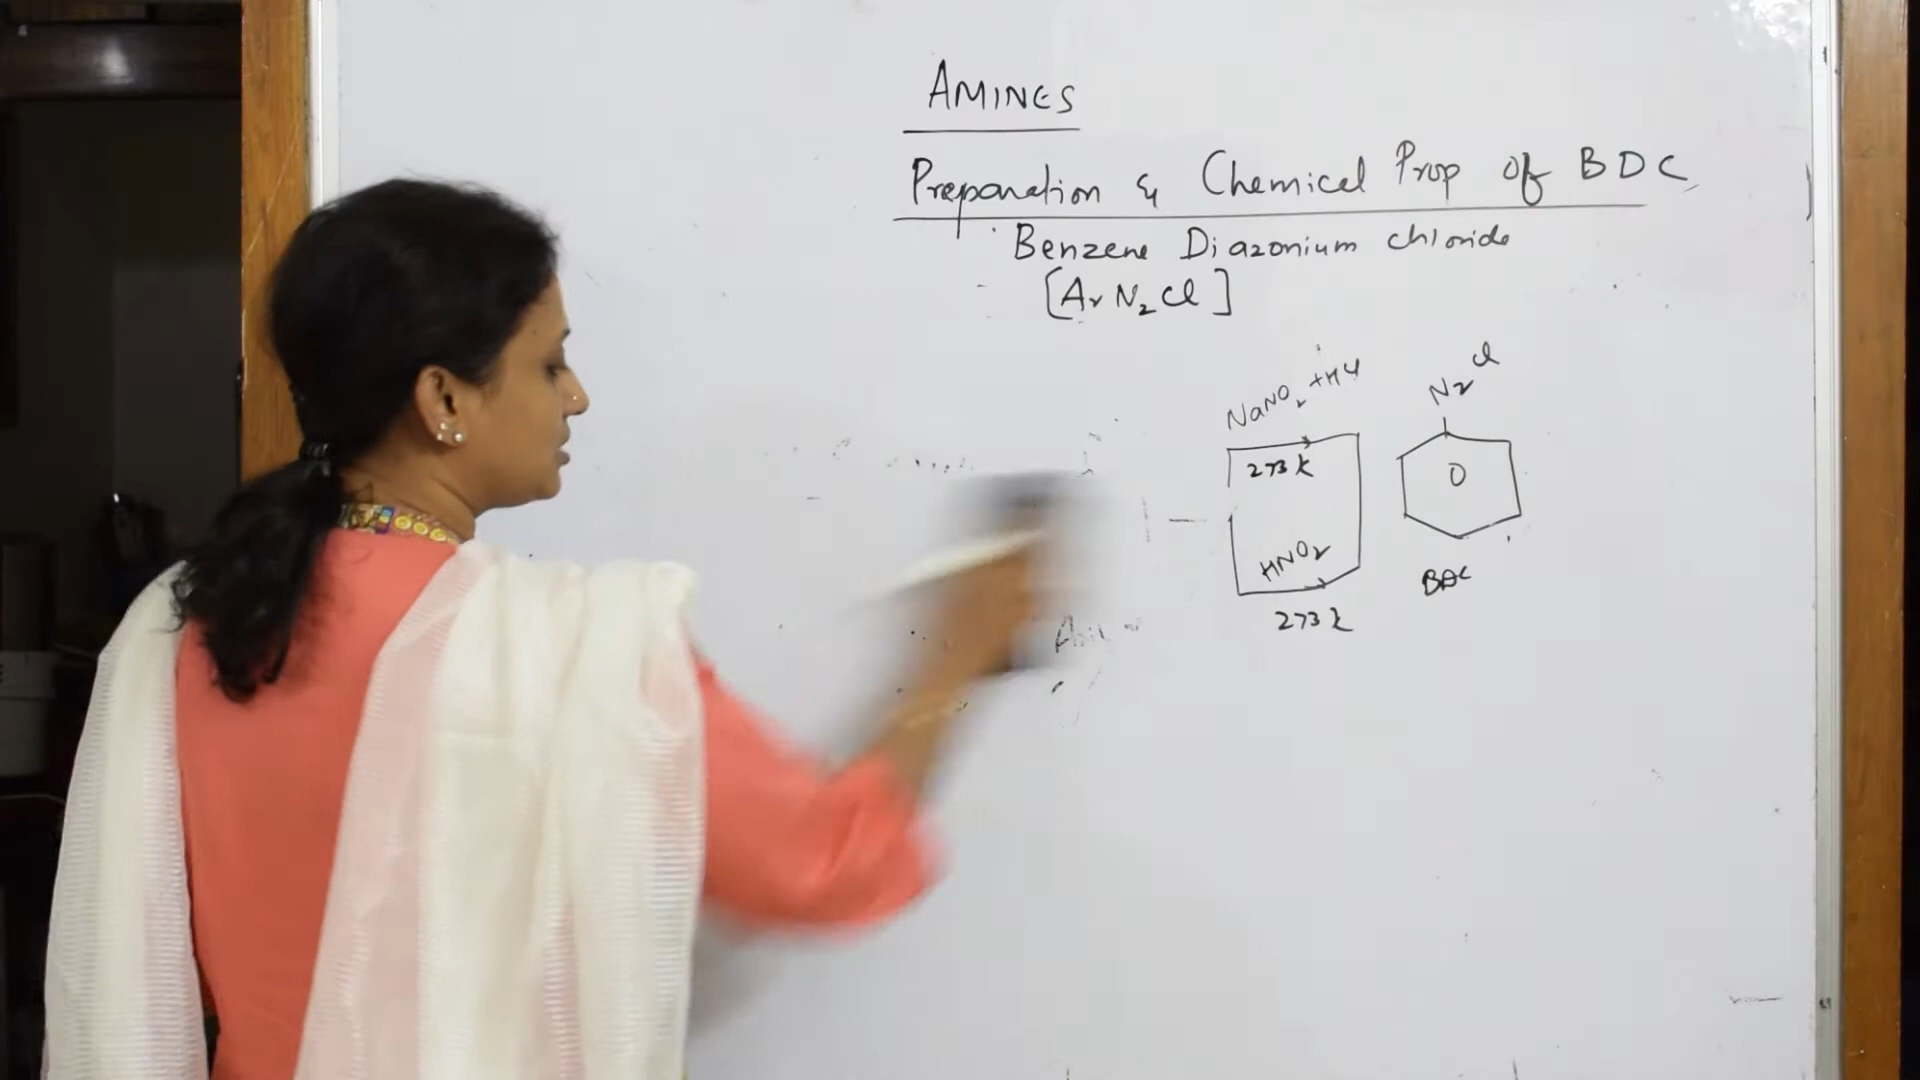 AMINES
Preparation & Chemical Prop of BDC
Benzene Diazonium chloride
[ArN₂Cl]
NaNO₂+HCl
273 K
N₂Cl
HNO₂
BDC
273 K